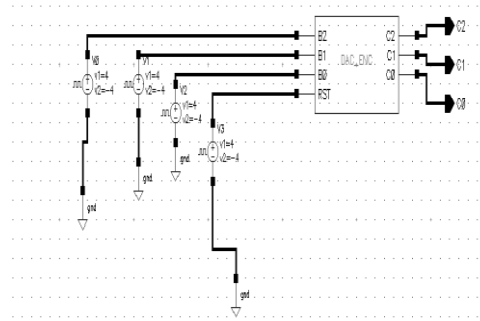 B2
B1
B0
RST
DAC_ENC
C2
C1
C0
C2
C1
C0
V0
v1=4
v2=-4
V1
v1=4
v2=-4
V2
v1=4
v2=-4
V3
v1=4
v2=-4
gnd
gnd
gnd
gnd